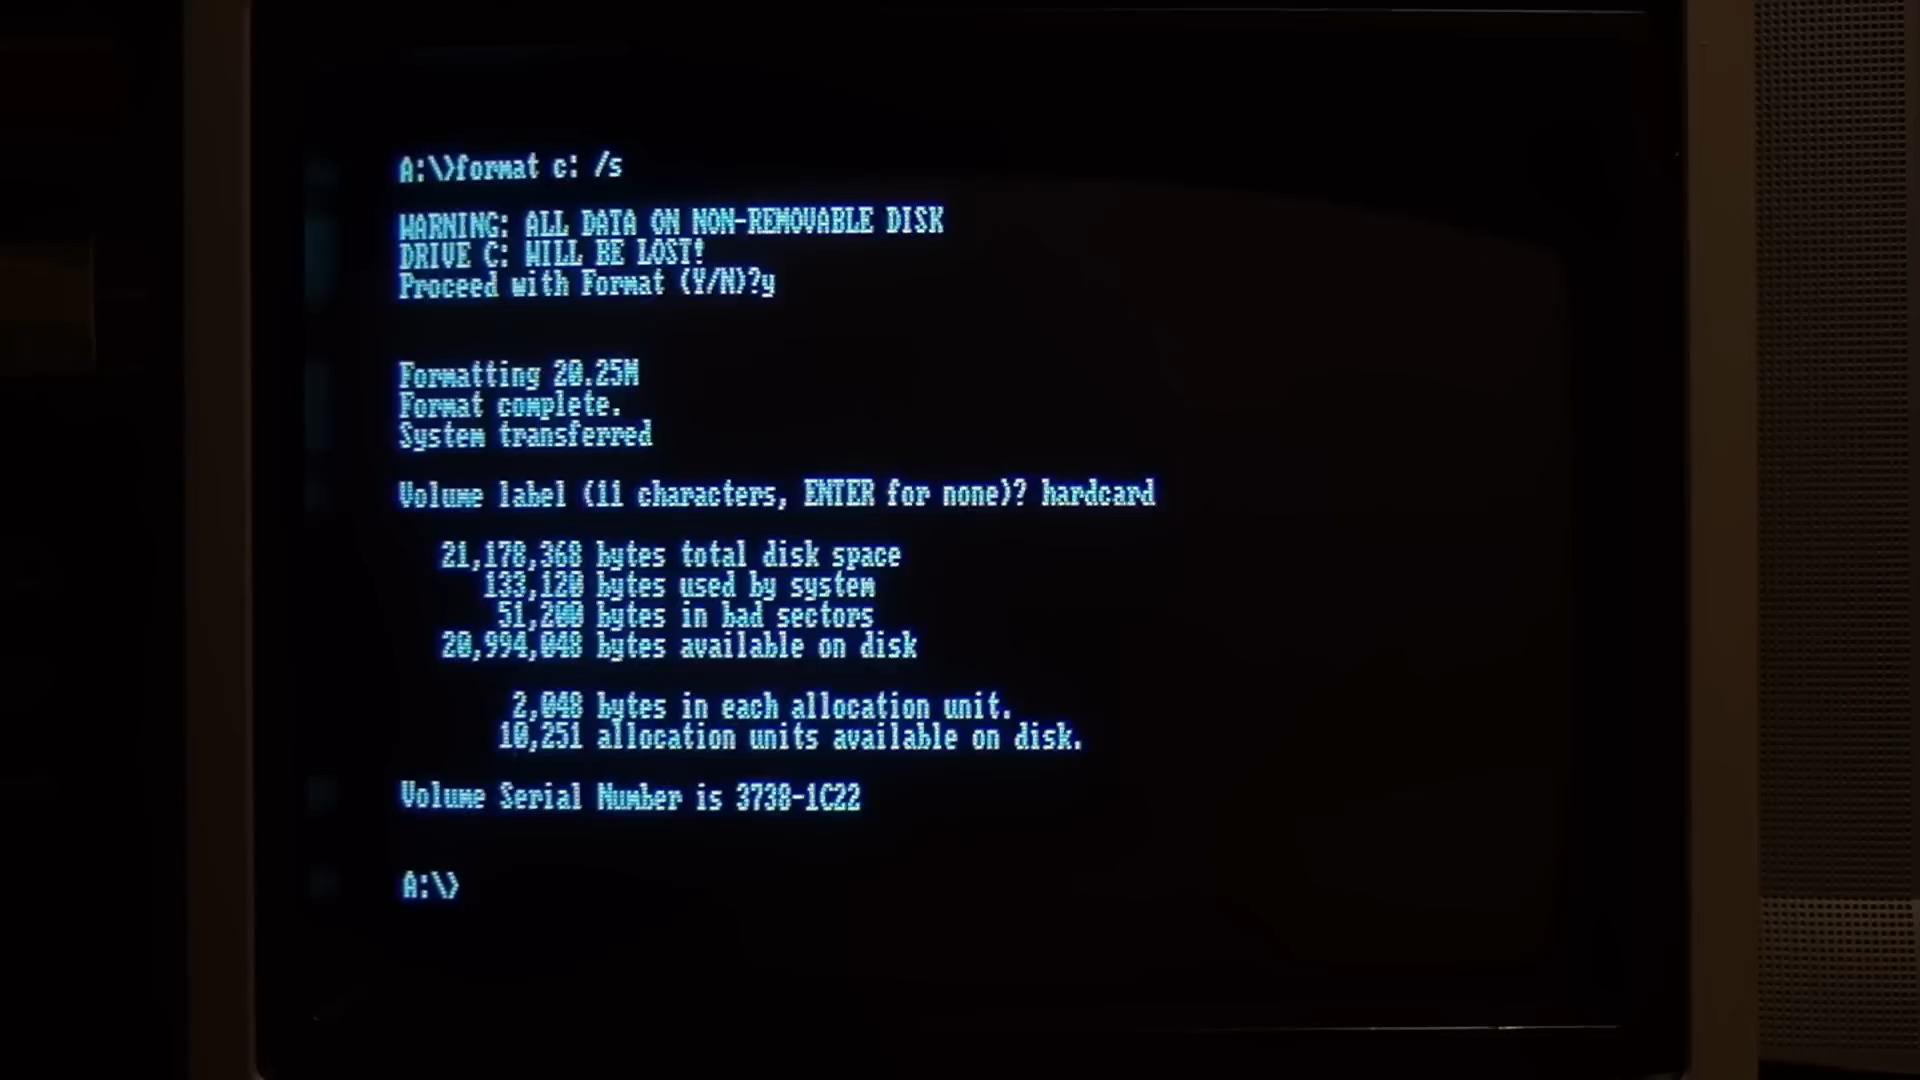 A:\>format c: /s
WARNING: ALL DATA ON NON-REMOVABLE DISK
DRIVE C: WILL BE LOST!
Proceed with Format (Y/N)?y
Formatting 20.25M
Format complete.
System transferred
Volume label (11 characters, ENTER for none)? hardcard
21,178,368 bytes total disk space
133,120 bytes used by system
51,200 bytes in bad sectors
20,994,048 bytes available on disk
2,048 bytes in each allocation unit.
10,251 allocation units available on disk.
Volume Serial Number is 3738-1C22
A:\>